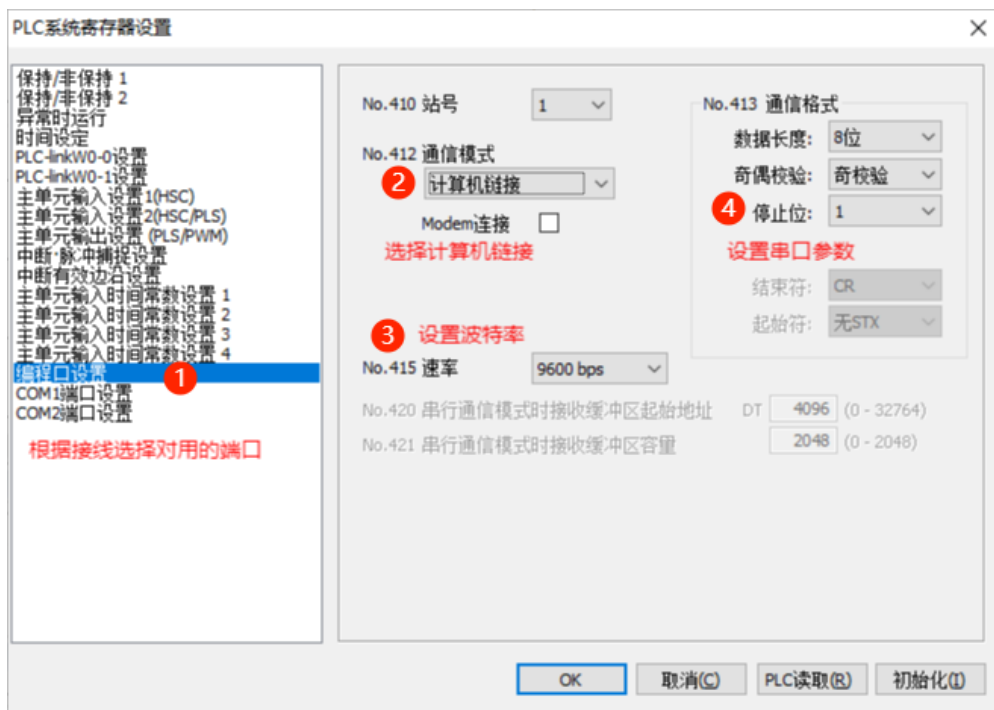 PLC系统寄存器设置
保持/非保持 1
保持/非保持 2
异常时运行
时间设定
PLC-linkW0-0设置
PLC-linkW0-1设置
主单元输入设置1(HSC)
主单元输入设置2(HSC/PLS)
主单元输出设置 (PLS/PWM)
中断·脉冲捕捉设置
中断有效边沿设置
主单元输入时间常数设置 1
主单元输入时间常数设置 2
主单元输入时间常数设置 3
主单元输入时间常数设置 4
编程口设置
1
COM1端口设置
COM2端口设置
根据接线选择对用的端口
No.410 站号 1
No.412 通信模式
2 计算机链接
Modem连接
选择计算机链接
3 设置波特率
No.415 速率 9600 bps
No.420 串行通信模式时接收缓冲区起始地址 DT 4096 (0 - 32764)
No.421 串行通信模式时接收缓冲区容量 2048 (0 - 2048)
No.413 通信格式
数据长度: 8位
奇偶校验: 奇校验
4 停止位: 1
设置串口参数
结束符: CR
起始符: 无STX
OK 取消(C) PLC读取(R) 初始化(I)